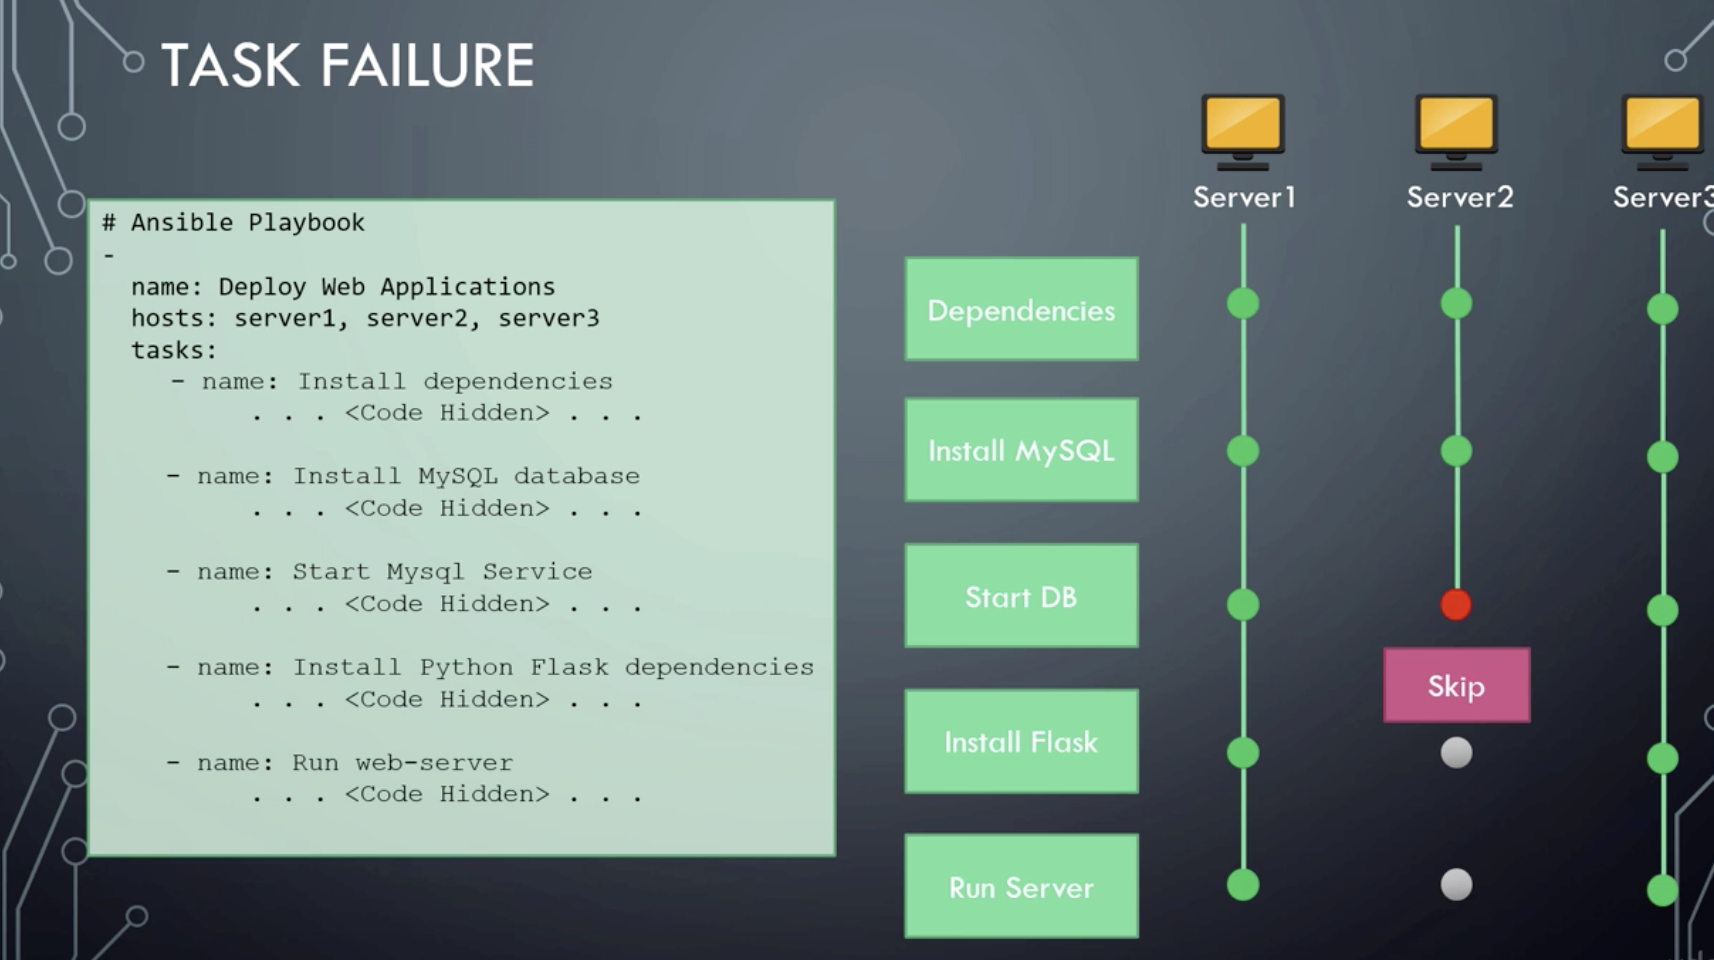 TASK FAILURE
# Ansible Playbook
-
name: Deploy Web Applications
hosts: server1, server2, server3
tasks:
- name: Install dependencies
. . . <Code Hidden> . . .
- name: Install MySQL database
. . . <Code Hidden> . . .
- name: Start Mysql Service
. . . <Code Hidden> . . .
- name: Install Python Flask dependencies
. . . <Code Hidden> . . .
- name: Run web-server
. . . <Code Hidden> . . .
Server1
Server2
Server3
Dependencies
Install MySQL
Start DB
Install Flask
Run Server
Skip